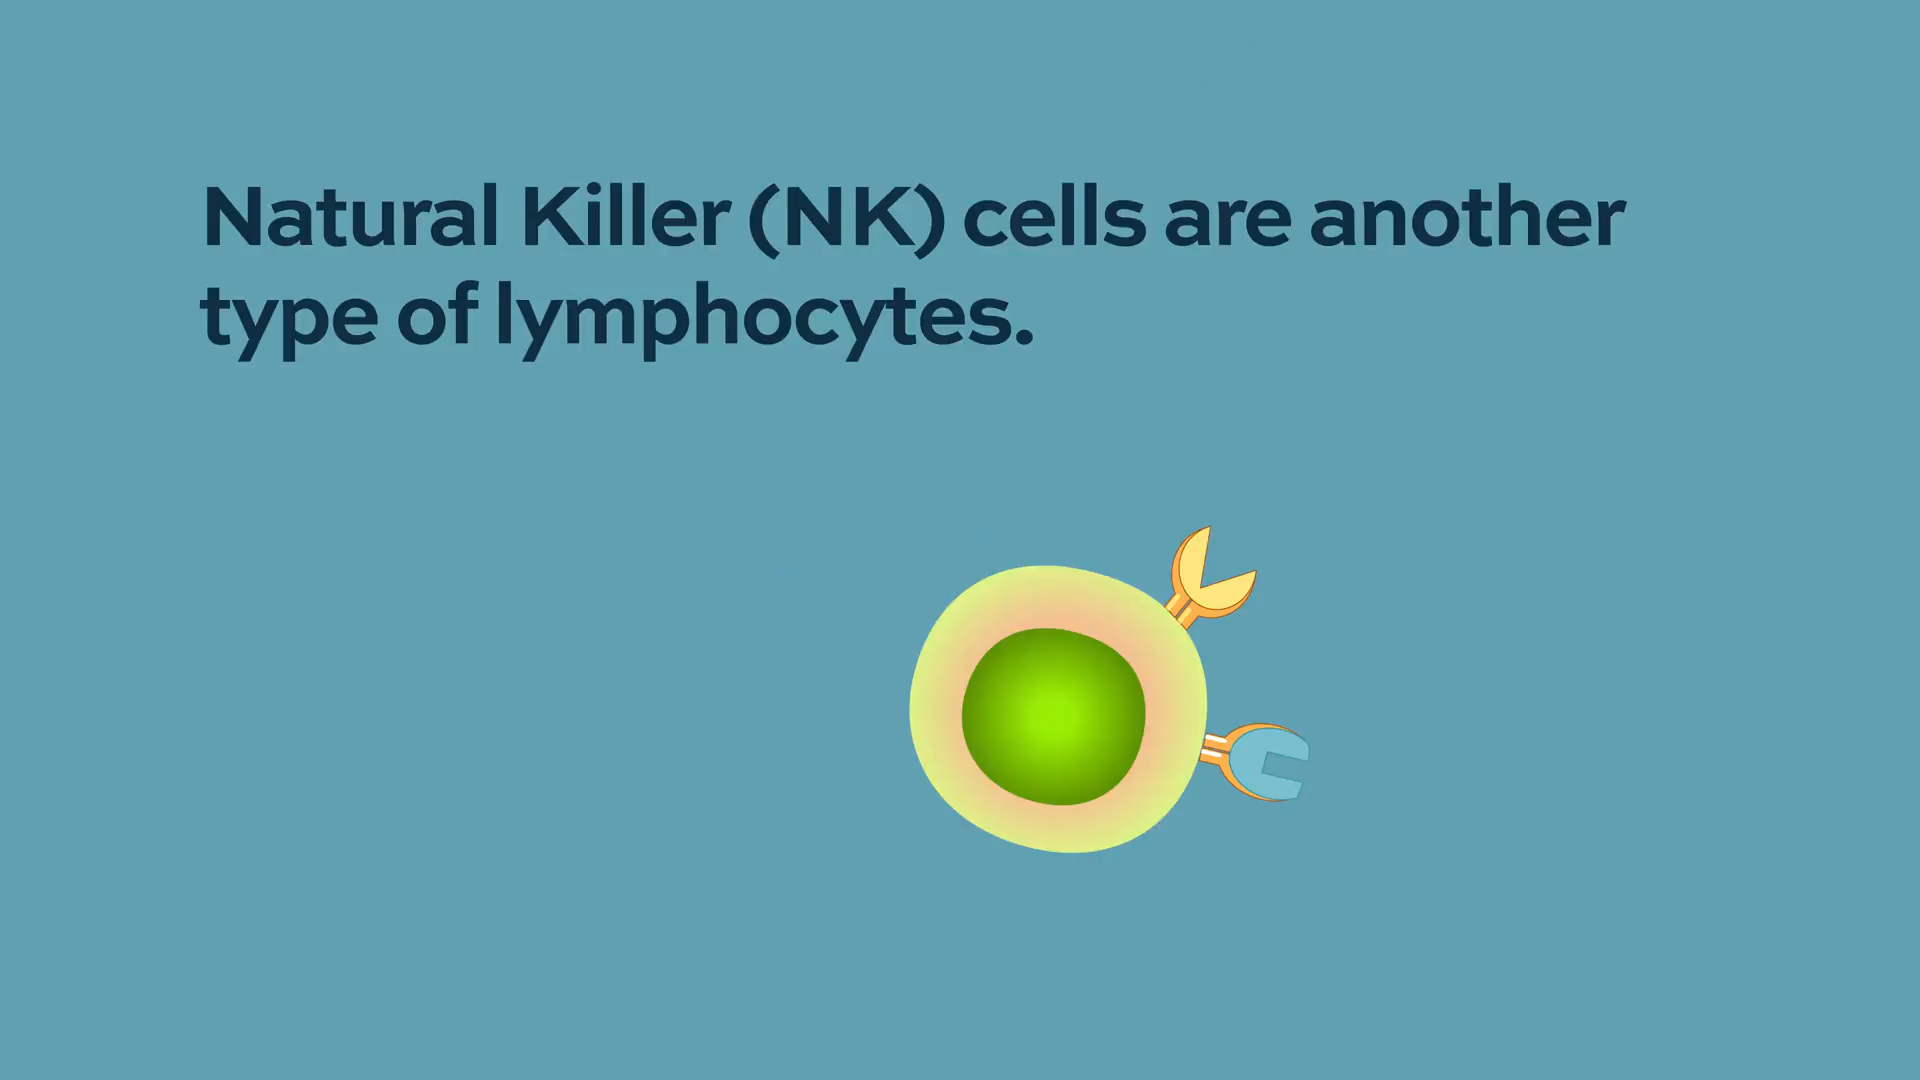 Natural Killer (NK) cells are another
type of lymphocytes.